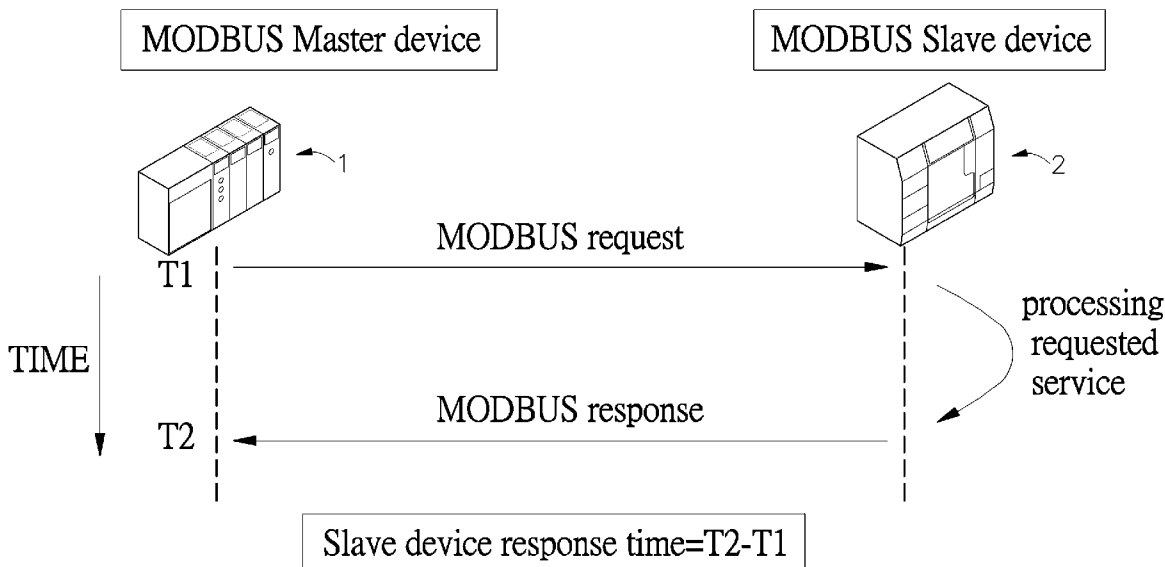 MODBUS Master device
MODBUS Slave device
1
2
MODBUS request
T1
processing
requested
service
TIME
MODBUS response
T2
Slave device response time=T2-T1